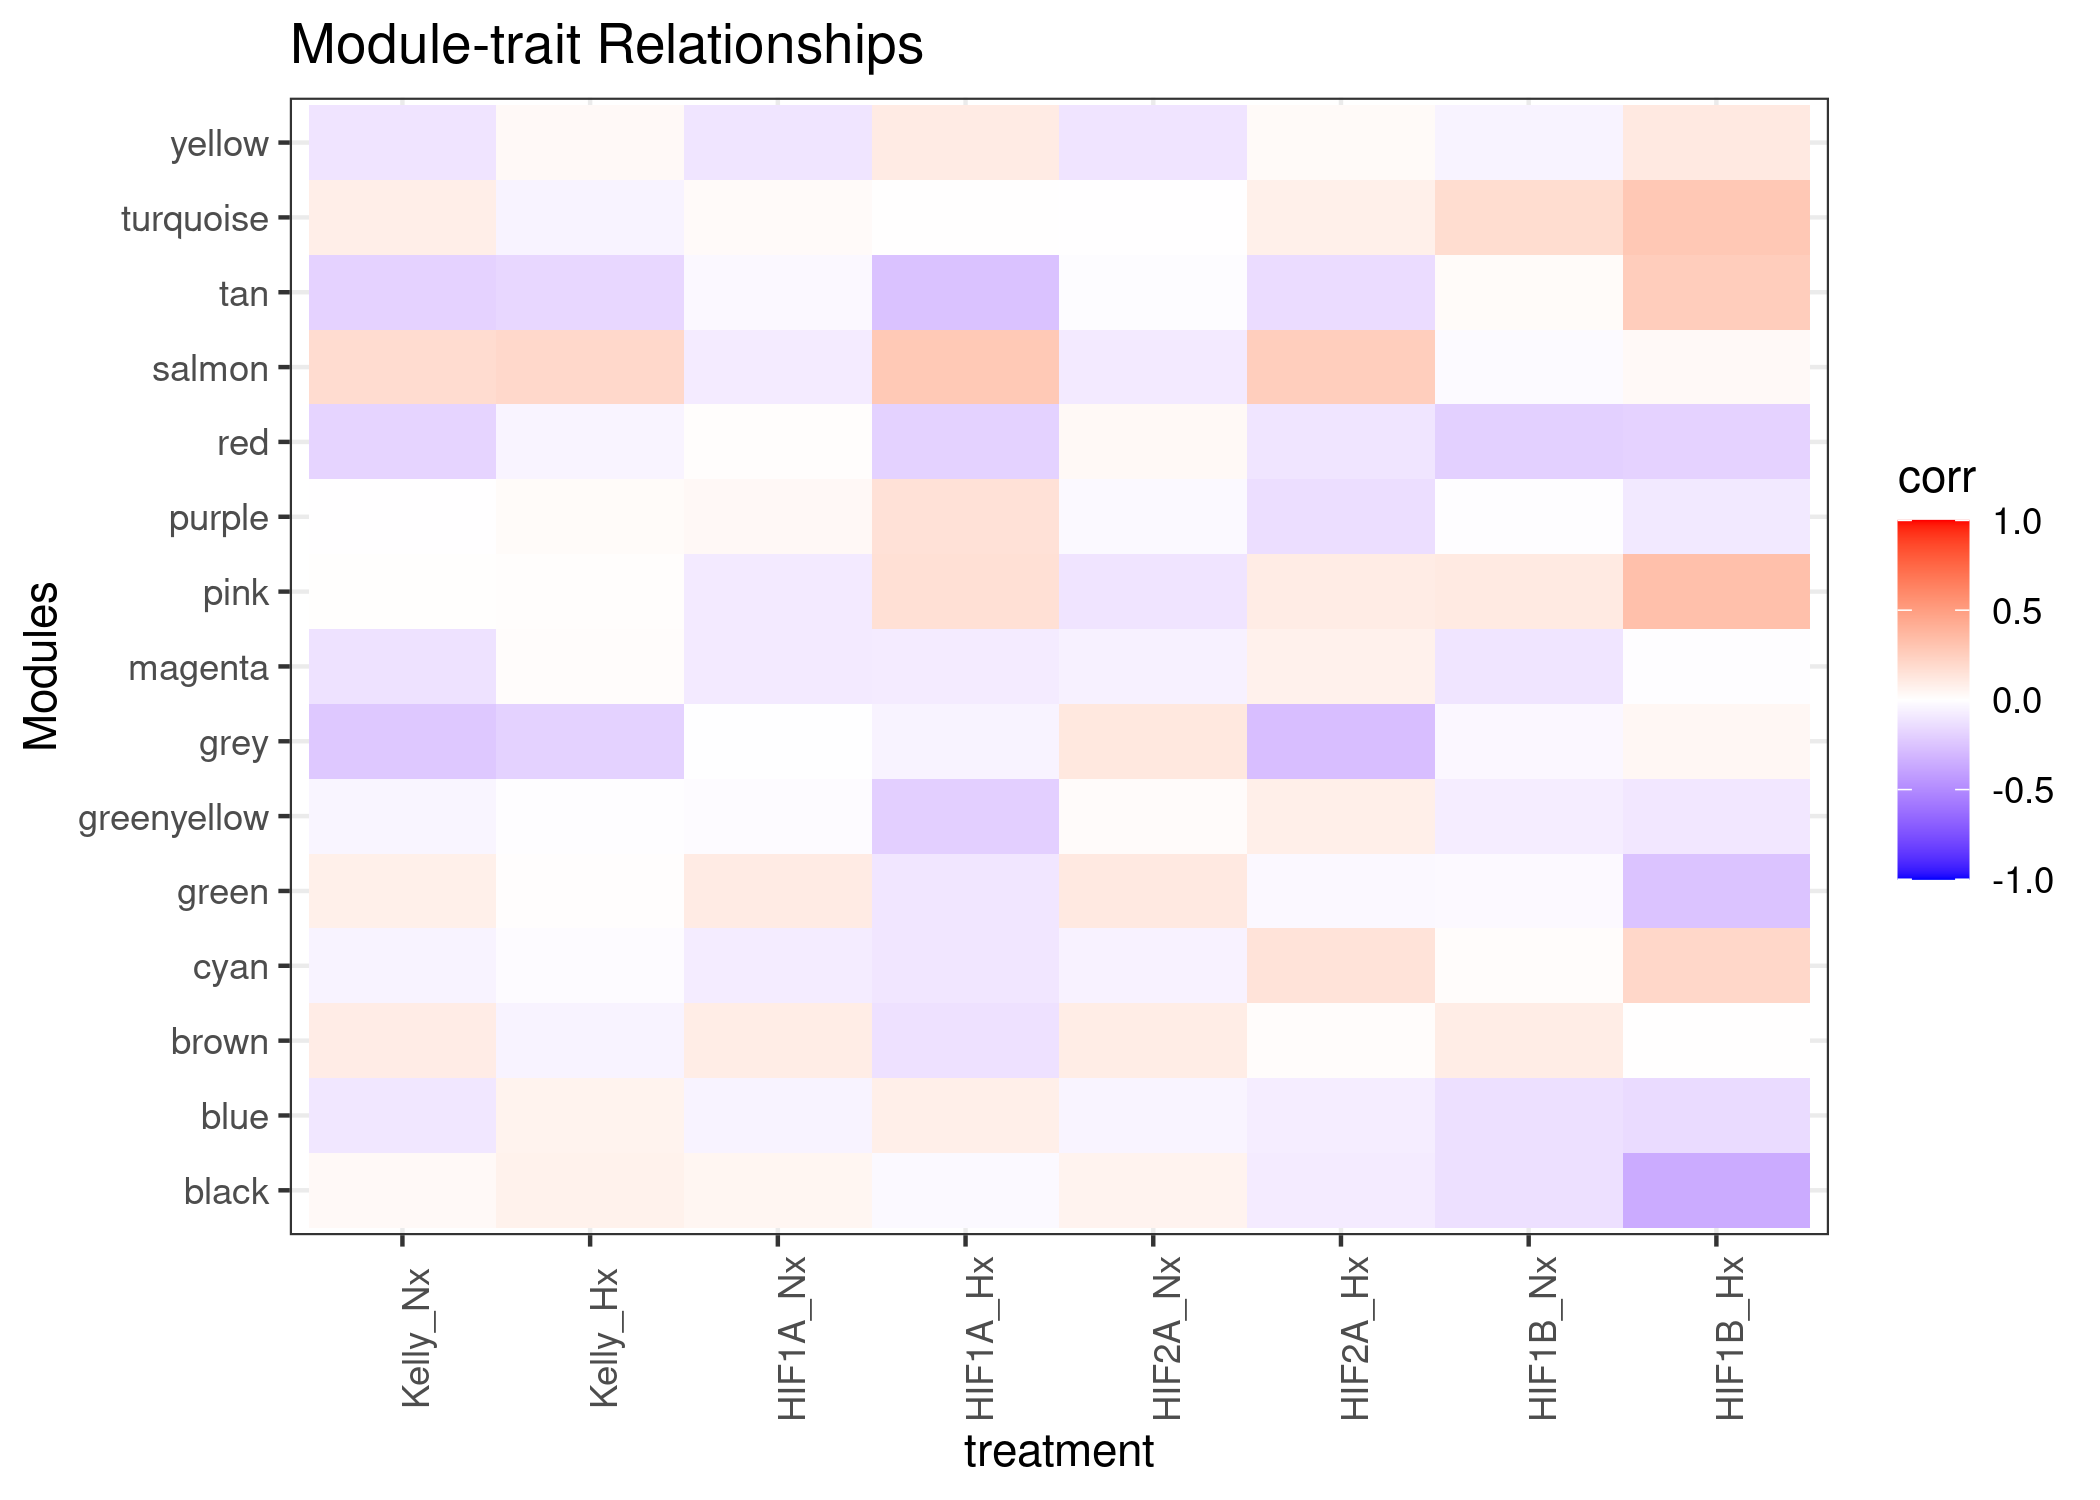 Module-trait Relationships
Modules
yellow
turquoise
tan
salmon
red
purple
pink
magenta
grey
greenyellow
green
cyan
brown
blue
black
Kelly_Nx
Kelly_Hx
HIF1A_Nx
HIF1A_Hx
HIF2A_Nx
HIF2A_Hx
HIF1B_Nx
HIF1B_Hx
treatment
corr
1.0
0.5
0.0
-0.5
-1.0